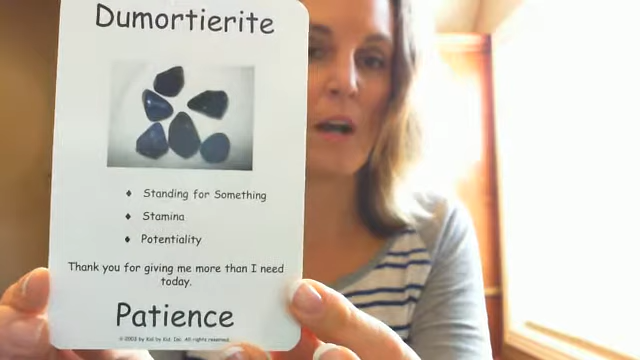 Dumortierite
♦ Standing for Something
♦ Stamina
♦ Potentiality
Thank you for giving me more than I need
today.
Patience
© 2003 by Kid by Kid, Inc. All rights reserved.